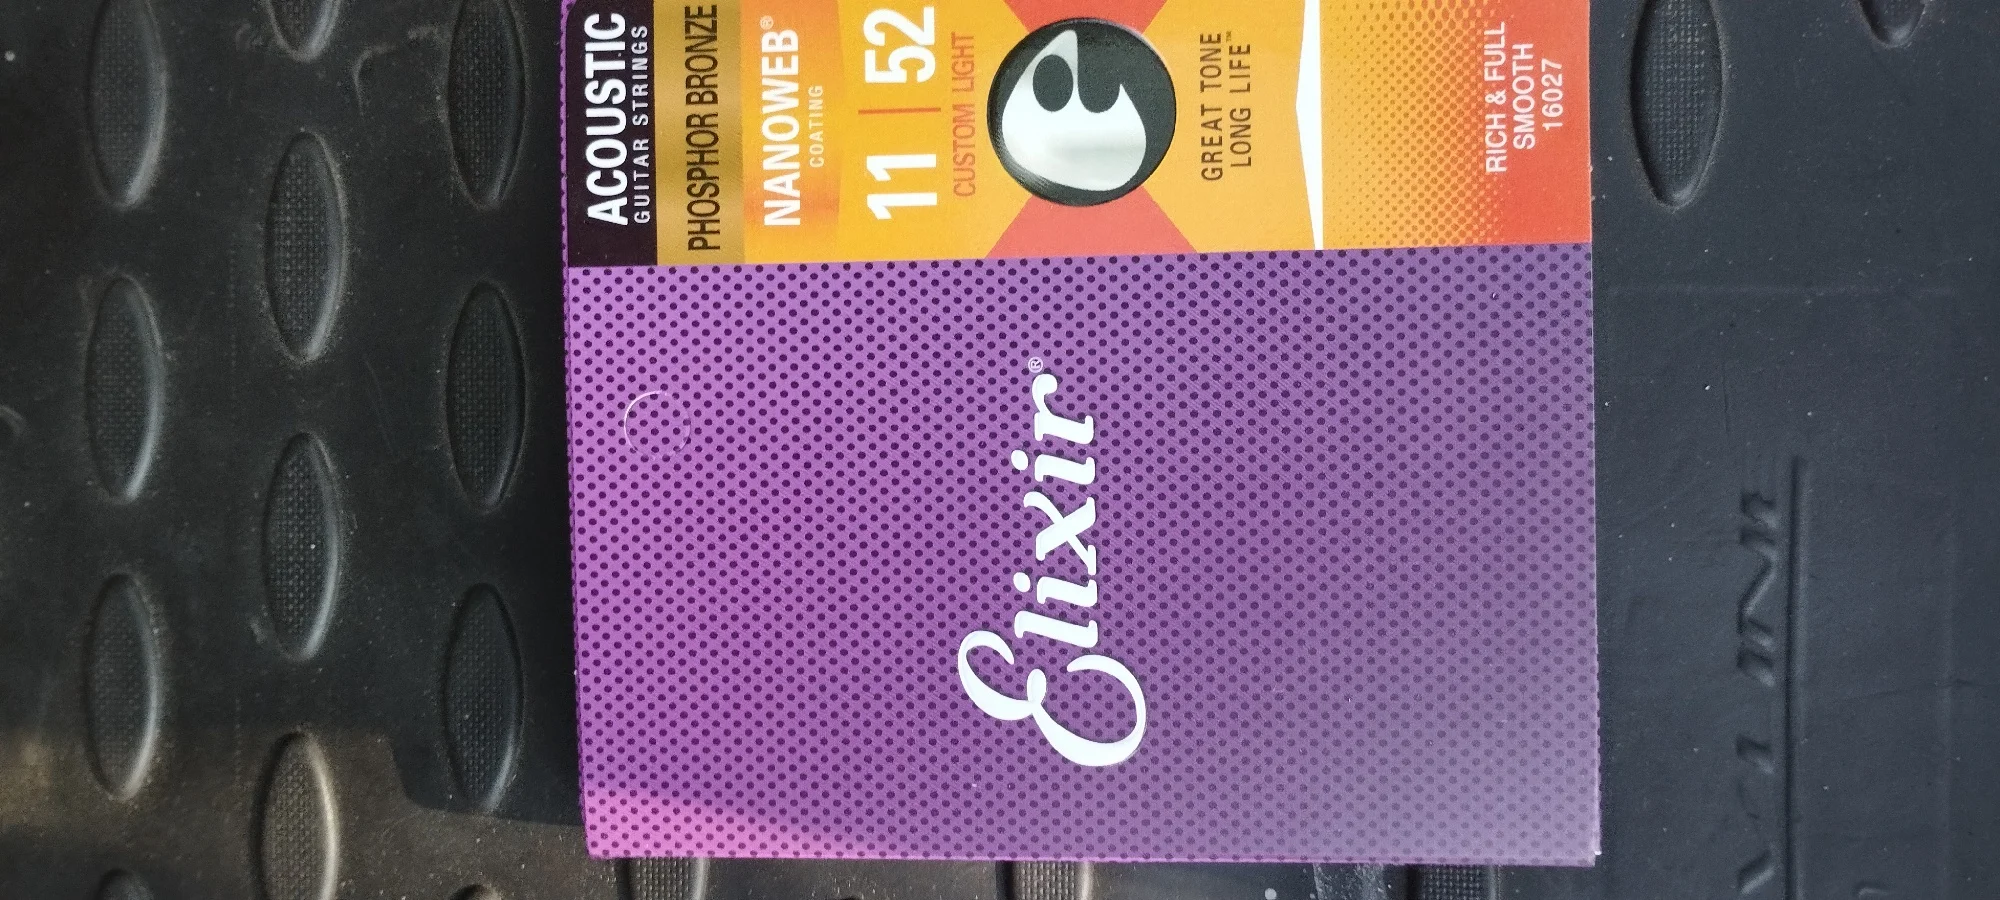 ACOUSTIC
GUITAR STRINGS
PHOSPHOR BRONZE
NANOWEB®
COATING
11 | 52
CUSTOM LIGHT
GREAT TONE
LONG LIFE™
RICH & FULL
SMOOTH
16027
Elixir®